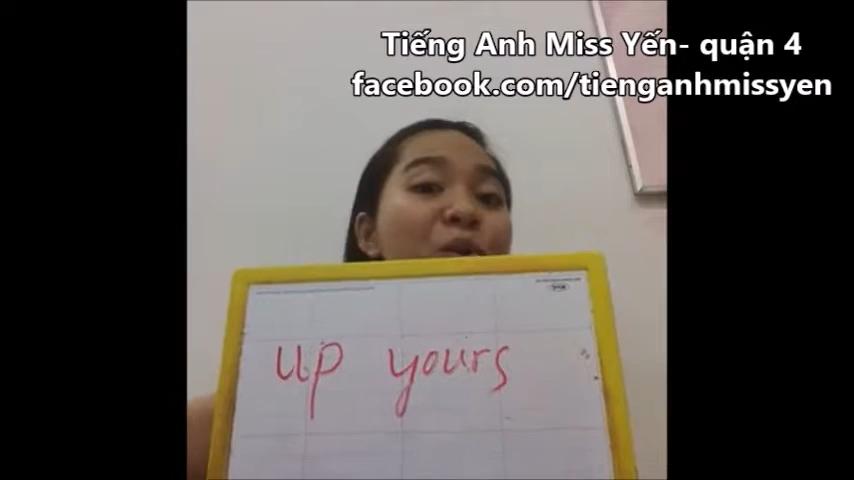 Tiếng Anh Miss Yến- quận 4
facebook.com/tienganhmissyen
up yours